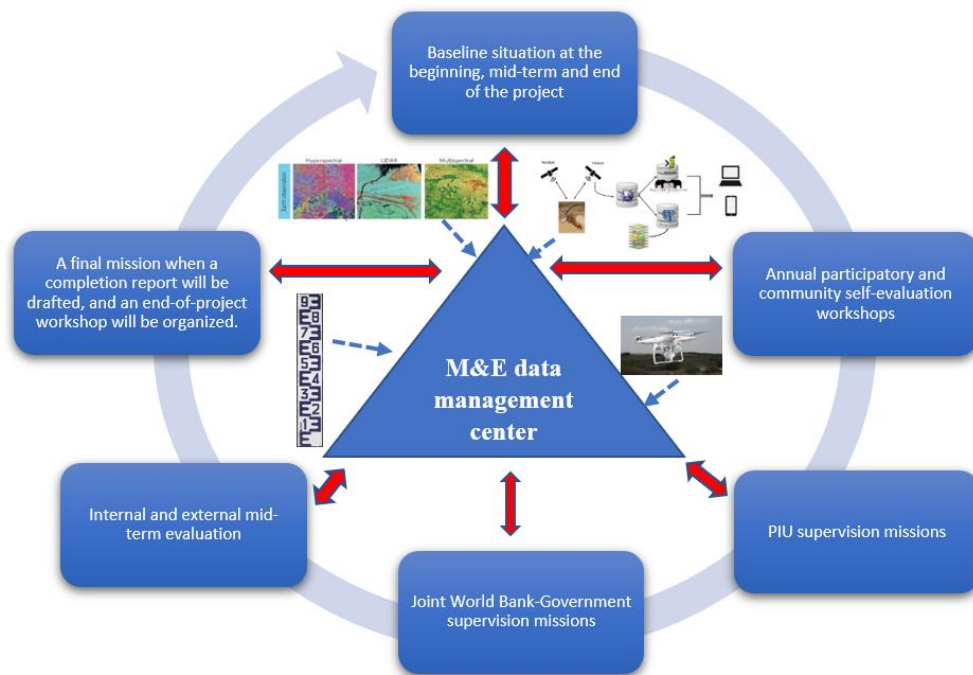 Baseline situation at the
beginning, mid-term and end
of the project
Hyperspectral
LiDAR
Multispectral
Earth observation
A final mission when a
completion report will be
drafted, and an end-of-project
workshop will be organized.
Annual participatory and
community self-evaluation
workshops
9
8
7
6
5
4
3
2
1
M&E data
management
center
Internal and external mid-
term evaluation
PIU supervision missions
Joint World Bank-Government
supervision missions